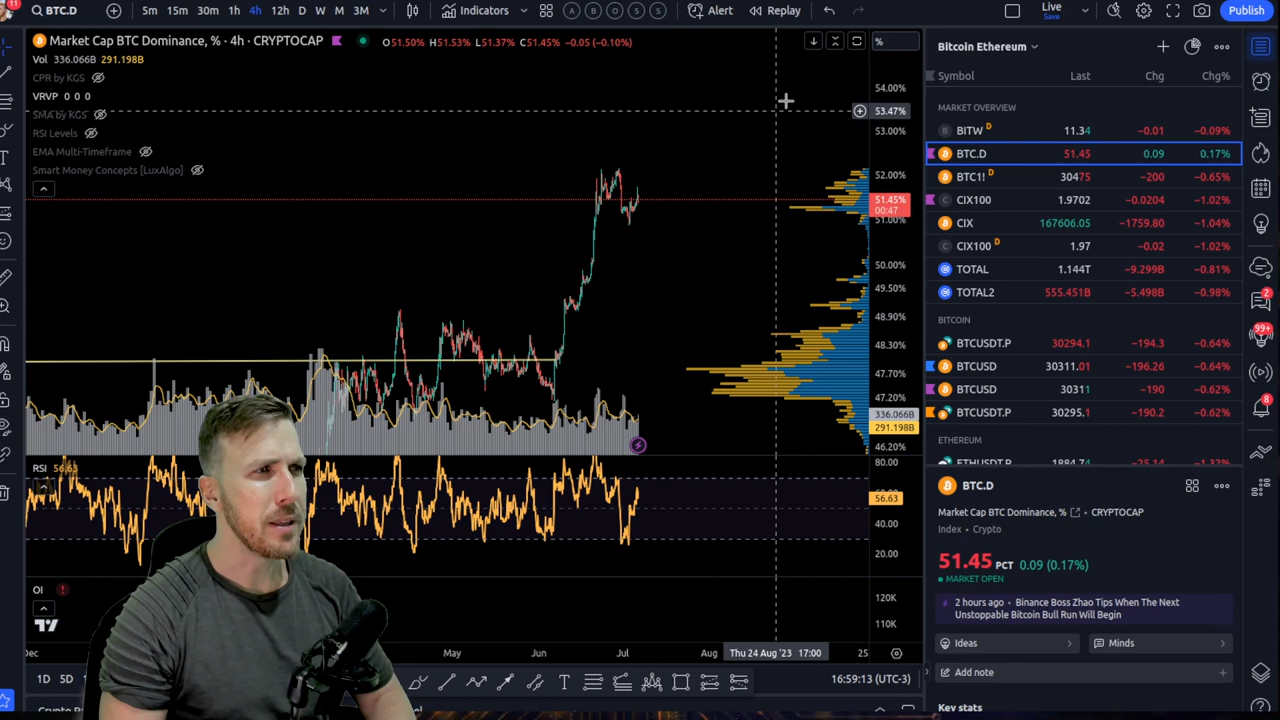 11
BTC.D
5m 15m 30m 1h 4h 12h D W M 3M Indicators A B O S S Alert Replay Live Save Publish
Market Cap BTC Dominance, % • 4h • CRYPTOCAP O51.50% H51.53% L51.37% C51.45% −0.05 (−0.10%) %
Vol 336.066B 291.198B
CPR by KGS
VRVP 0 0 0
SMA by KGS
RSI Levels
EMA Multi-Timeframe
Smart Money Concepts [LuxAlgo]
54.00%
53.47%
53.00%
52.00%
51.45%
00:47
51.00%
50.00%
49.50%
48.90%
48.30%
47.70%
47.20%
336.066B
291.198B
46.20%
RSI 56.63
80.00
56.63
40.00
20.00
OI
120K
110K
Dec May Jun Jul Aug Thu 24 Aug '23 17:00 25
1D 5D T 16:59:13 (UTC-3)
Bitcoin Ethereum
Symbol Last Chg Chg%
MARKET OVERVIEW
BITW D 11.34 −0.01 −0.09%
BTC.D 51.45 0.09 0.17%
BTC1! D 30475 −200 −0.65%
CIX100 1.9702 −0.0204 −1.02%
CIX 167606.05 −1759.80 −1.04%
CIX100 D 1.97 −0.02 −1.02%
TOTAL 1.144T −9.299B −0.81%
TOTAL2 555.451B −5.498B −0.98%
BITCOIN
BTCUSDT.P 30294.1 −194.3 −0.64%
BTCUSD 30311.01 −196.26 −0.64%
BTCUSD 30311 −190 −0.62%
BTCUSDT.P 30295.1 −190.2 −0.62%
ETHEREUM
ETHUSDT.P 1884.74 −25.14 −1.32%
BTC.D
Market Cap BTC Dominance, % • CRYPTOCAP
Index • Crypto
51.45 PCT 0.09 (0.17%)
MARKET OPEN
2 hours ago • Binance Boss Zhao Tips When The Next
Unstoppable Bitcoin Bull Run Will Begin
Ideas Minds
Add note
Key stats
2
99+
8